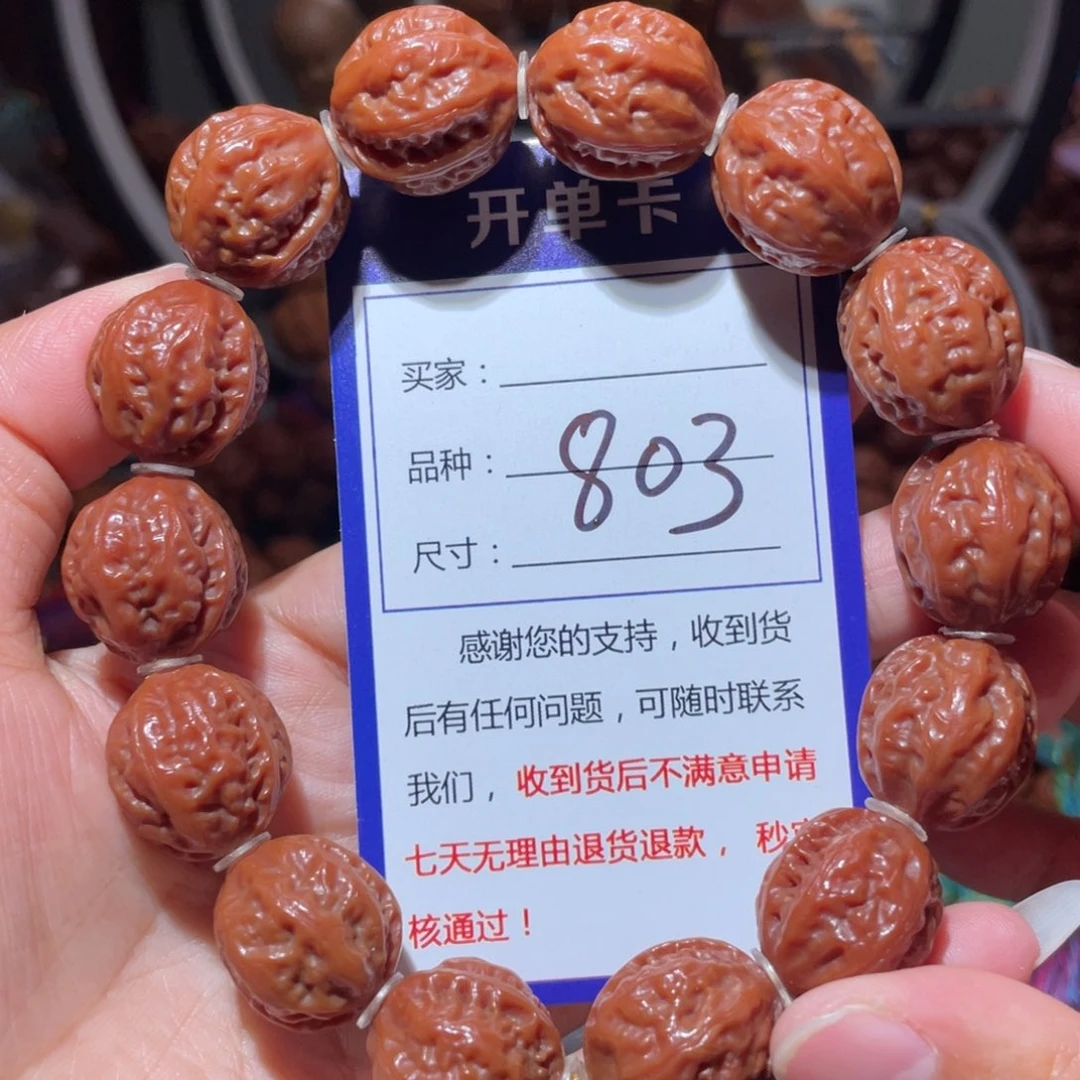 开单卡
买家：
品种：
803
尺寸：
感谢您的支持，收到货
后有任何问题，可随时联系
我们，收到货后不满意申请
七天无理由退货退款，秒
核通过！